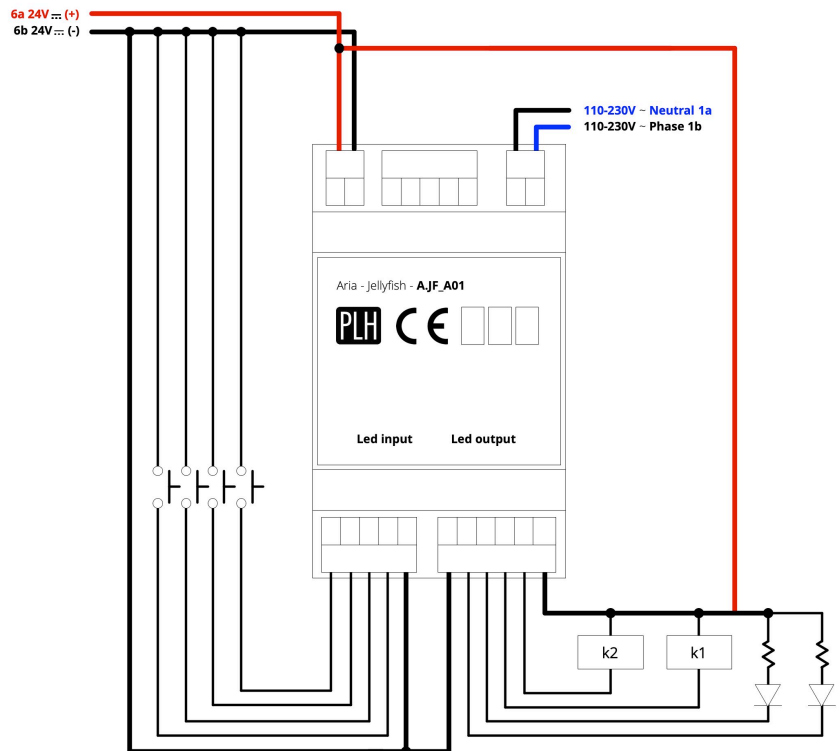 6a 24V⎓ (+)
6b 24V⎓ (-)
110-230V ~ Neutral 1a
110-230V ~ Phase 1b
Aria - Jellyfish - A.JF_A01
PLH CE
Led input Led output
k2 k1